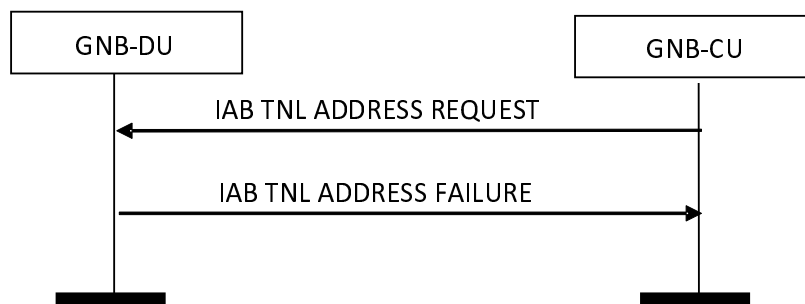 GNB-DU
GNB-CU
IAB TNL ADDRESS REQUEST
IAB TNL ADDRESS FAILURE